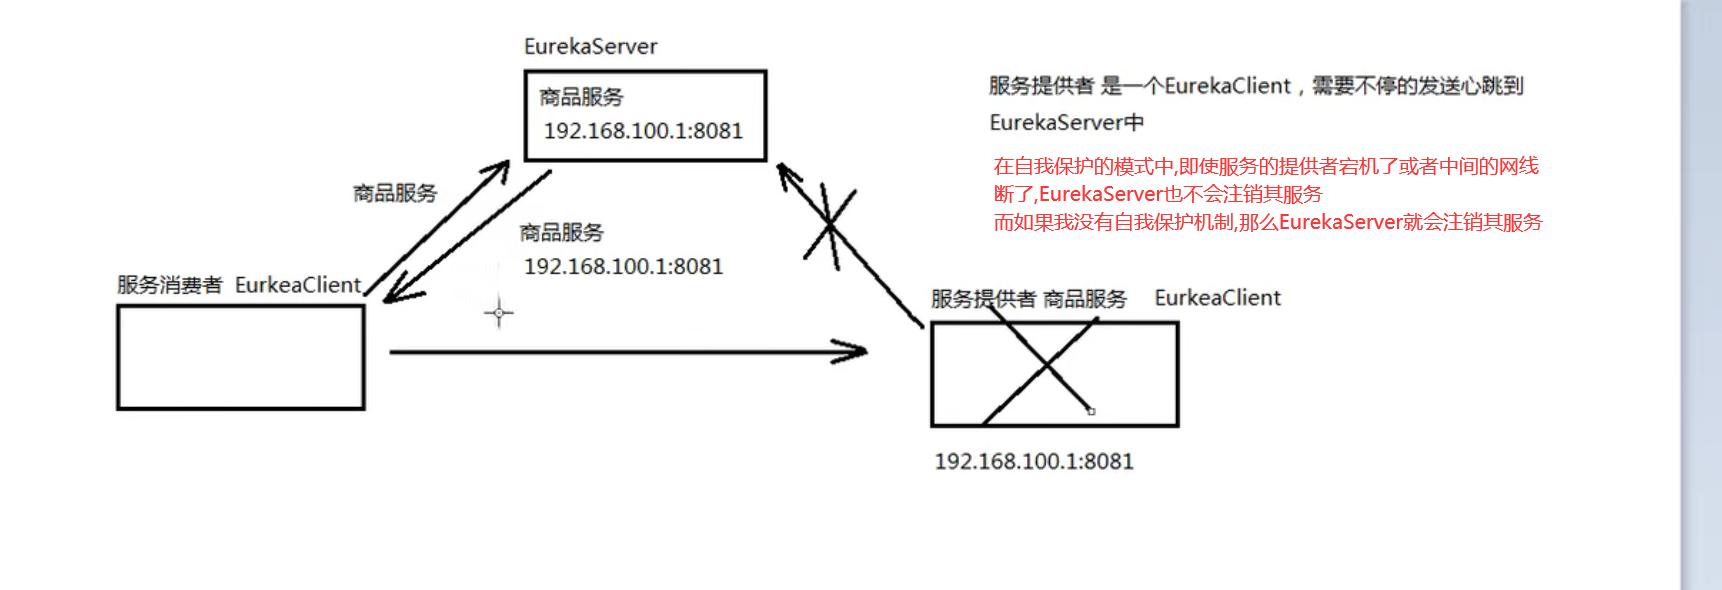 EurekaServer
商品服务
192.168.100.1:8081
服务提供者 是一个EurekaClient，需要不停的发送心跳到
EurekaServer中
在自我保护的模式中,即使服务的提供者宕机了或者中间的网线
断了,EurekaServer也不会注销其服务
而如果我没有自我保护机制,那么EurekaServer就会注销其服务
商品服务
商品服务
192.168.100.1:8081
服务消费者 EurkeaClient
服务提供者 商品服务 EurkeaClient
192.168.100.1:8081